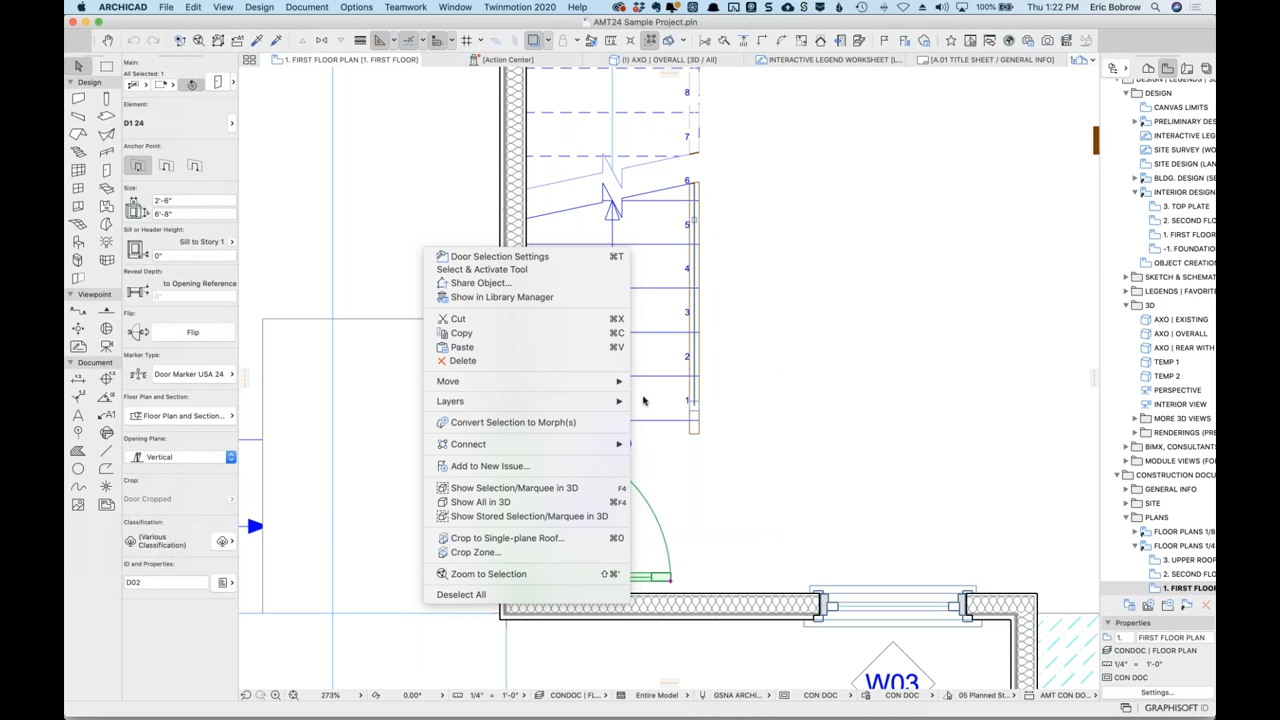 ARCHICAD File Edit View Design Document Options Teamwork Window Twinmotion 2020 Help
100% Eric Bobrow Thu 1:22 PM
AMT24 Sample Project.pln
1. FIRST FLOOR PLAN [1. FIRST FLOOR]
[Action Center]
(!) AXO | OVERALL [3D / All]
INTERACTIVE LEGEND WORKSHEET [I...
[A.01 TITLE SHEET / GENERAL INFO]
Design
Viewpoint
Document
Main:
All Selected: 1
Element:
D1 24
Anchor Point:
Size:
2'-6"
6'-8"
Sill or Header Height:
Sill to Story 1
0"
Reveal Depth:
to Opening Reference
0"
Flip:
Flip
Marker Type:
Door Marker USA 24
Floor Plan and Section:
Floor Plan and Section...
Opening Plane:
Vertical
Crop:
Door Cropped
Classification:
(Various
Classification)
ID and Properties:
D02
8
7
6
5
4
3
2
1
W03
Door Selection Settings ⌘T
Select & Activate Tool
Share Object...
Show in Library Manager
Cut ⌘X
Copy ⌘C
Paste ⌘V
Delete
Move
Layers
Convert Selection to Morph(s)
Connect
Add to New Issue...
Show Selection/Marquee in 3D F4
Show All in 3D ⌘F4
Show Stored Selection/Marquee in 3D
Crop to Single-plane Roof... ⌘0
Crop Zone...
Zoom to Selection ⇧⌘'
Deselect All
DESIGN
CANVAS LIMITS
PRELIMINARY DES
INTERACTIVE LEG
SITE SURVEY (WO
SITE DESIGN (LAN
BLDG. DESIGN (SE
INTERIOR DESIGN
3. TOP PLATE
2. SECOND FLO
1. FIRST FLOOR
-1. FOUNDATIO
OBJECT CREATION
SKETCH & SCHEMA
LEGENDS (FAVORIT
3D
AXO | EXISTING
AXO | OVERALL
AXO | REAR WITH
TEMP 1
TEMP 2
PERSPECTIVE
INTERIOR VIEW
MORE 3D VIEWS
RENDERINGS (PRE
BIMX, CONSULTANT
MODULE VIEWS (FO
CONSTRUCTION DOCU
GENERAL INFO
SITE
PLANS
FLOOR PLANS 1/8
FLOOR PLANS 1/4
3. UPPER ROOF
2. SECOND FLO
1. FIRST FLOOR
Properties
1. FIRST FLOOR PLAN
CONDOC | FLOOR PLAN
1/4" = 1'-0"
CON DOC
Settings...
273% 0.00° 1/4" = 1'-0" CONDOC | FL... Entire Model GSNA ARCHI... CON DOC CON DOC 05 Planned St... AMT CON DO...
GRAPHISOFT ID